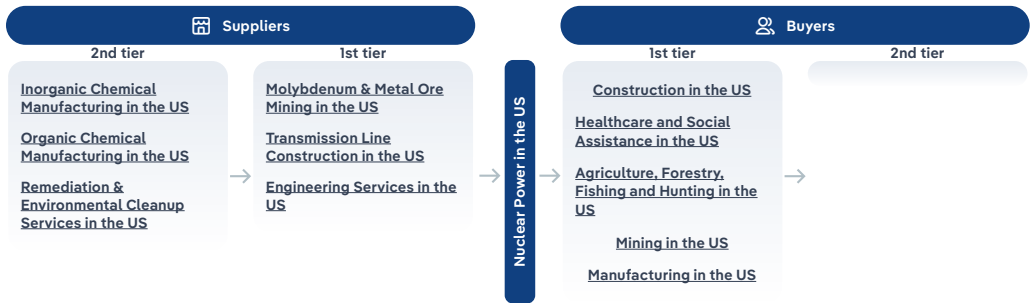 Suppliers
Buyers
2nd tier
1st tier
1st tier
2nd tier
Inorganic Chemical
Manufacturing in the US
Organic Chemical
Manufacturing in the US
Remediation &
Environmental Cleanup
Services in the US
Molybdenum & Metal Ore
Mining in the US
Transmission Line
Construction in the US
Engineering Services in the
US
Nuclear Power in the US
Construction in the US
Healthcare and Social
Assistance in the US
Agriculture, Forestry,
Fishing and Hunting in the
US
Mining in the US
Manufacturing in the US